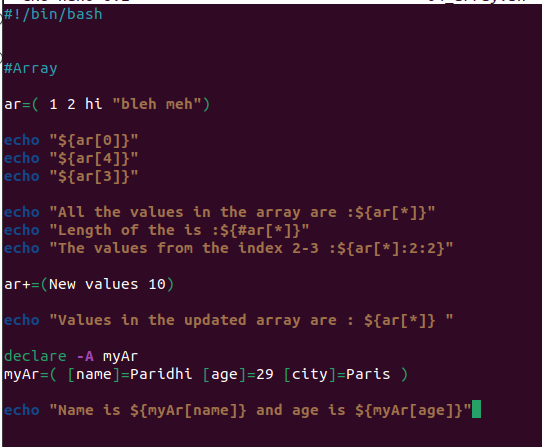 #!/bin/bash
#Array
ar=( 1 2 hi "bleh meh")
echo "${ar[0]}"
echo "${ar[4]}"
echo "${ar[3]}"
echo "All the values in the array are :${ar[*]}"
echo "Length of the is :${#ar[*]}"
echo "The values from the index 2-3 :${ar[*]:2:2}"
ar+=(New values 10)
echo "Values in the updated array are : ${ar[*]} "
declare -A myAr
myAr=( [name]=Paridhi [age]=29 [city]=Paris )
echo "Name is ${myAr[name]} and age is ${myAr[age]}"